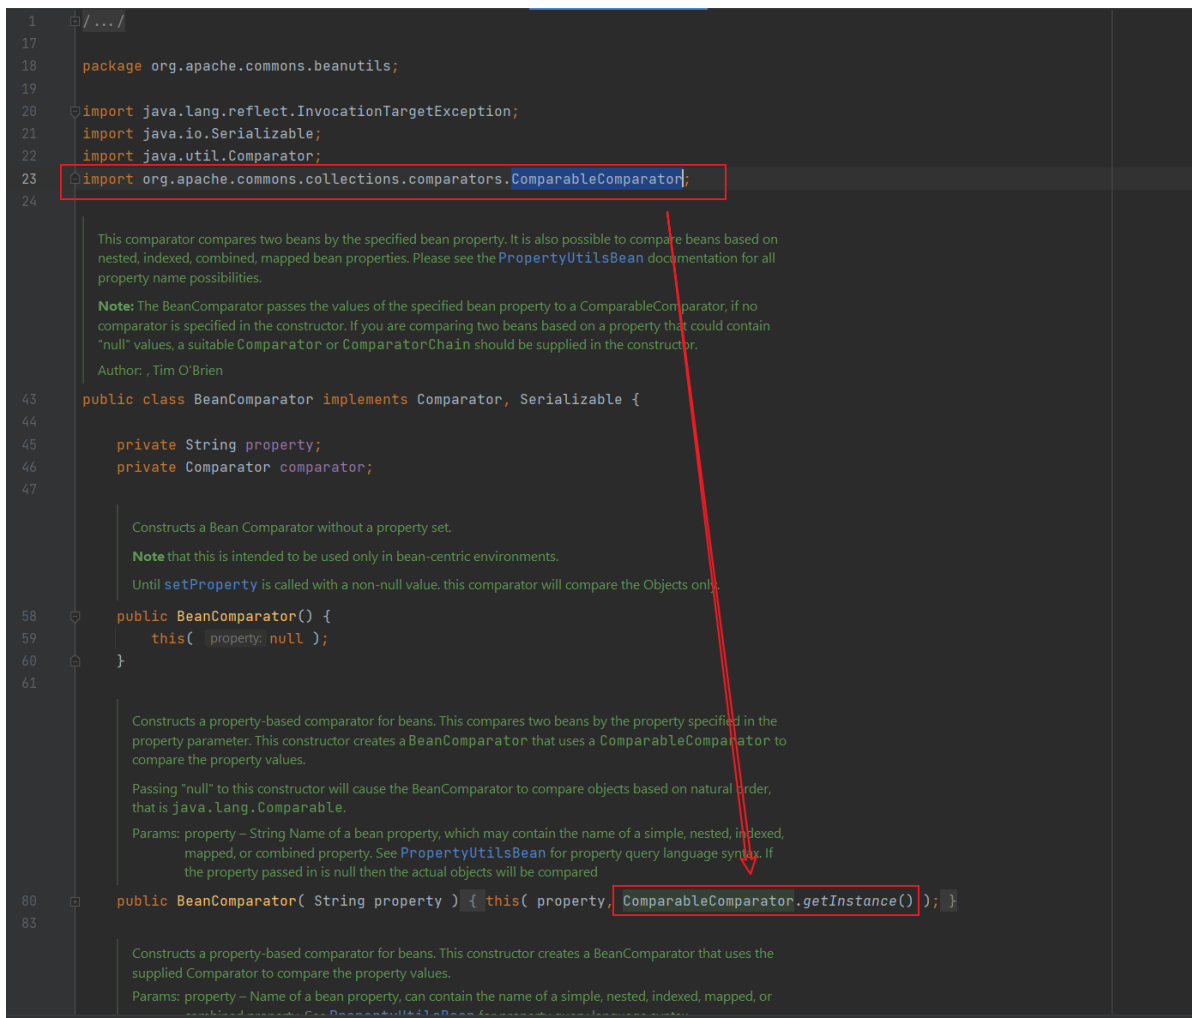 1 /.../
17
18 package org.apache.commons.beanutils;
19
20 import java.lang.reflect.InvocationTargetException;
21 import java.io.Serializable;
22 import java.util.Comparator;
23 import org.apache.commons.collections.comparators.ComparableComparator;
24
This comparator compares two beans by the specified bean property. It is also possible to compare beans based on
nested, indexed, combined, mapped bean properties. Please see the PropertyUtilsBean documentation for all
property name possibilities.
Note: The BeanComparator passes the values of the specified bean property to a ComparableComparator, if no
comparator is specified in the constructor. If you are comparing two beans based on a property that could contain
"null" values, a suitable Comparator or ComparatorChain should be supplied in the constructor.
Author: , Tim O'Brien
43 public class BeanComparator implements Comparator, Serializable {
44
45 private String property;
46 private Comparator comparator;
47
Constructs a Bean Comparator without a property set.
Note that this is intended to be used only in bean-centric environments.
Until setProperty is called with a non-null value. this comparator will compare the Objects only.
58 public BeanComparator() {
59 this( property: null );
60 }
61
Constructs a property-based comparator for beans. This compares two beans by the property specified in the
property parameter. This constructor creates a BeanComparator that uses a ComparableComparator to
compare the property values.
Passing "null" to this constructor will cause the BeanComparator to compare objects based on natural order,
that is java.lang.Comparable.
Params: property – String Name of a bean property, which may contain the name of a simple, nested, indexed,
mapped, or combined property. See PropertyUtilsBean for property query language syntax. If
the property passed in is null then the actual objects will be compared
80 public BeanComparator( String property ) { this( property, ComparableComparator.getInstance() ); }
83
Constructs a property-based comparator for beans. This constructor creates a BeanComparator that uses the
supplied Comparator to compare the property values.
Params: property – Name of a bean property, can contain the name of a simple, nested, indexed, mapped, or
combined property. See PropertyUtilsBean for property query language syntax.